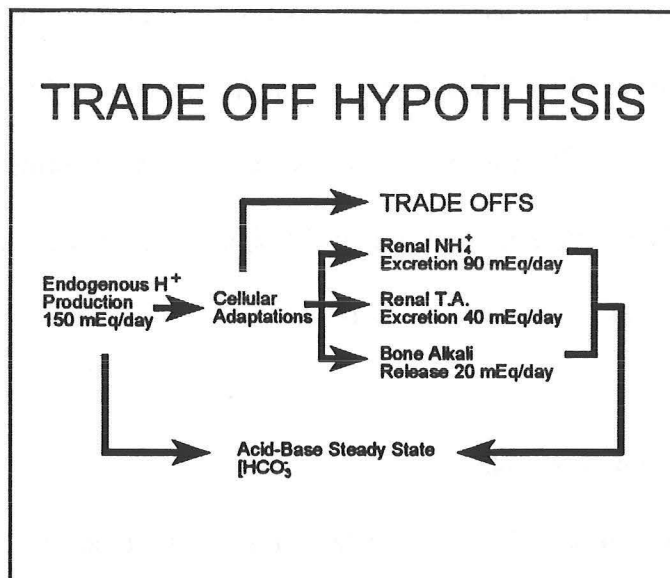 TRADE OFF HYPOTHESIS
TRADE OFFS
Renal NH₄⁺
Excretion 90 mEq/day
Endogenous H⁺
Production
150 mEq/day
Cellular
Adaptations
Renal T.A.
Excretion 40 mEq/day
Bone Alkali
Release 20 mEq/day
Acid-Base Steady State
[HCO₃⁻